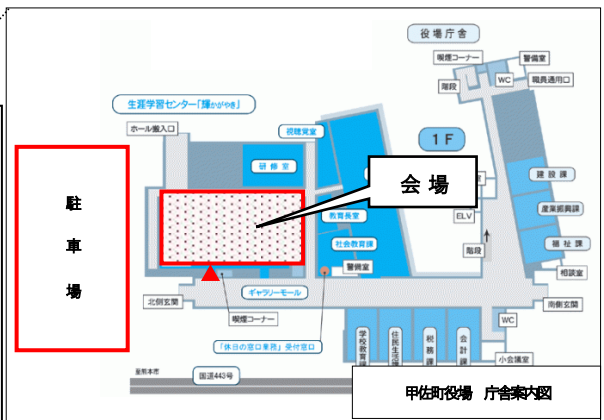 役場庁舎
喫煙コーナー
警備室
WC
職員通用口
階段
生涯学習センター「輝かがやき」
ホール搬入口
視聴覚室
1F
研修室
会場
室
建設課
駐車場
教育長室
産業振興課
ELV
社会教育課
福祉課
階段
警備室
相談室
ギャラリーモール
北側玄関
南側玄関
喫煙コーナー
WC
「休日の窓口業務」受付窓口
学校教育課
住民生活課
税務課
会計課
小会議室
至熊本市
国道443号
甲佐町役場 庁舎案内図